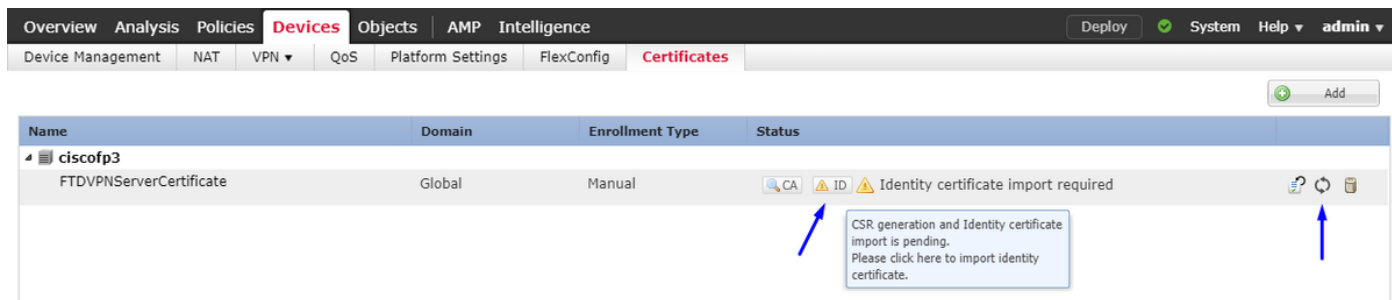 Overview Analysis Policies Devices Objects AMP Intelligence Deploy System Help admin
Device Management NAT VPN QoS Platform Settings FlexConfig Certificates
Add
Name Domain Enrollment Type Status
ciscofp3
FTDVPNServerCertificate Global Manual CA ID Identity certificate import required
CSR generation and Identity certificate
import is pending.
Please click here to import identity
certificate.